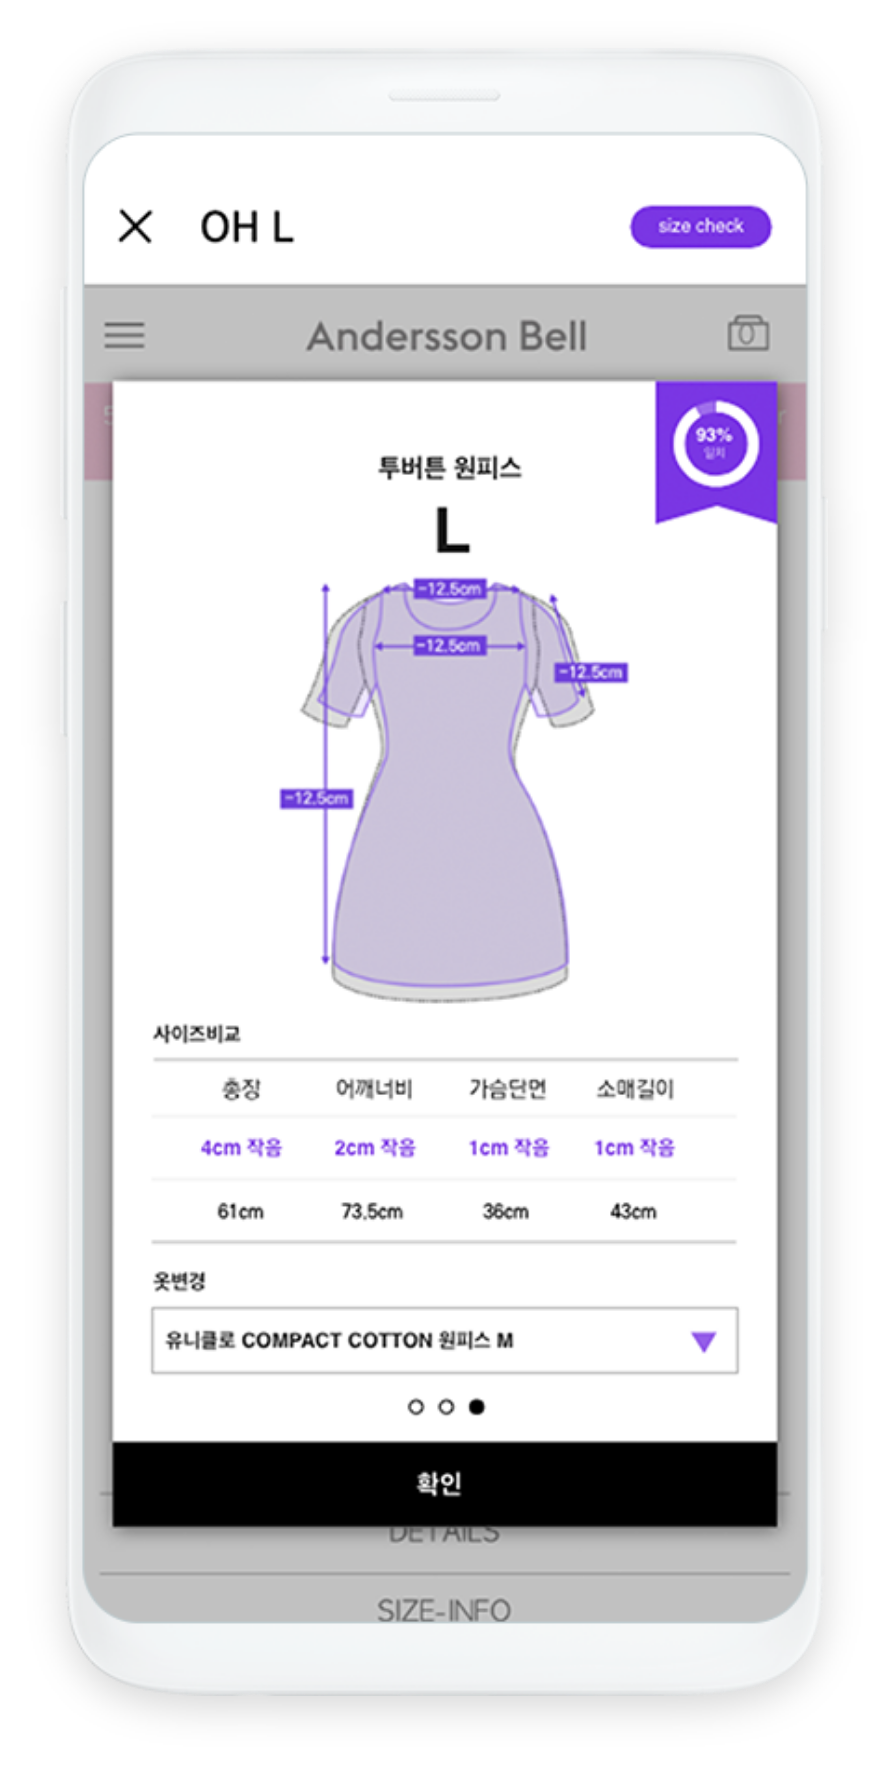 OH L
size check
Andersson Bell
0
93%
일치
투버튼 원피스
L
-12.5cm
-12.5cm
-12.5cm
-12.5cm
사이즈비교
총장 어깨너비 가슴단면 소매길이
4cm 작음 2cm 작음 1cm 작음 1cm 작음
61cm 73.5cm 36cm 43cm
옷변경
유니클로 COMPACT COTTON 원피스 M
확인
DETAILS
SIZE-INFO